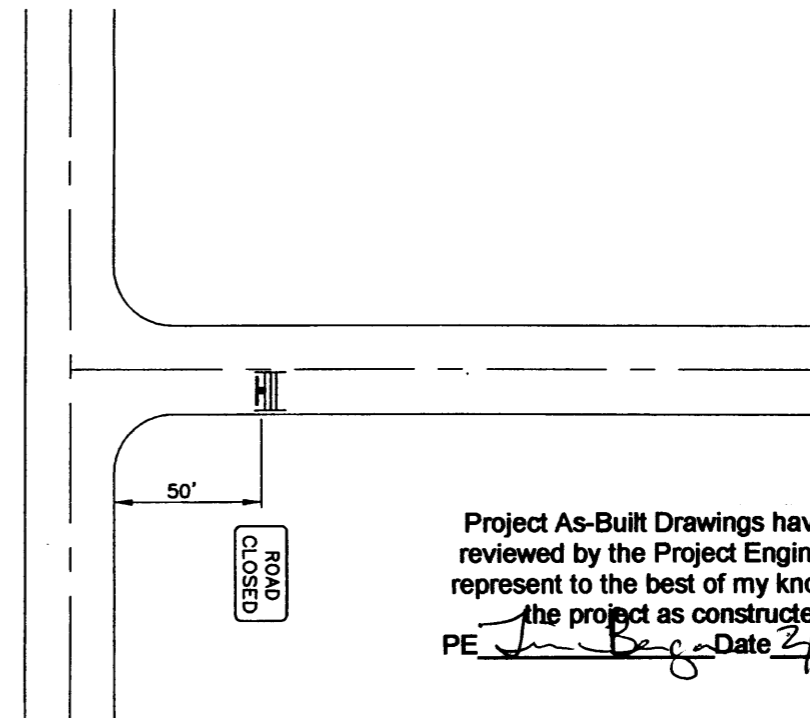 50'
ROAD
CLOSED
Project As-Built Drawings hav
reviewed by the Project Engin
represent to the best of my kno
the project as constructe
PE Date